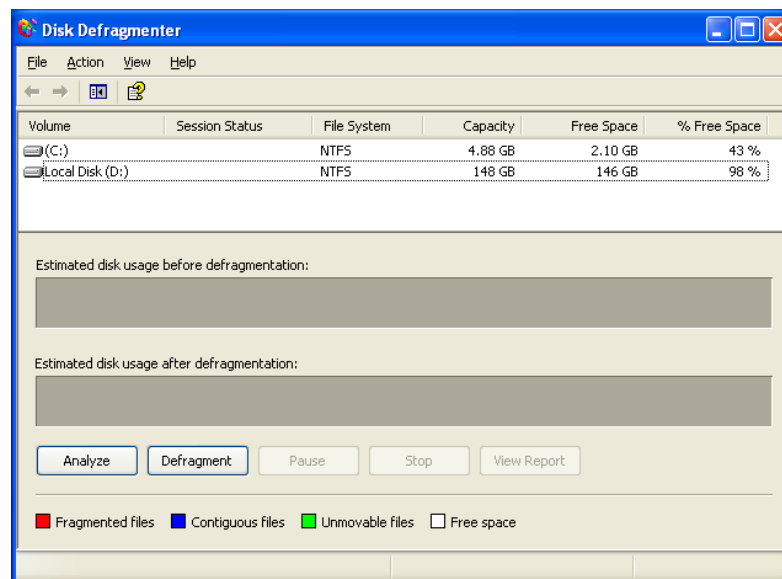 Disk Defragmenter
File Action View Help
Volume Session Status File System Capacity Free Space % Free Space
(C:) NTFS 4.88 GB 2.10 GB 43 %
Local Disk (D:) NTFS 148 GB 146 GB 98 %
Estimated disk usage before defragmentation:
Estimated disk usage after defragmentation:
Analyze Defragment Pause Stop View Report
Fragmented files Contiguous files Unmovable files Free space